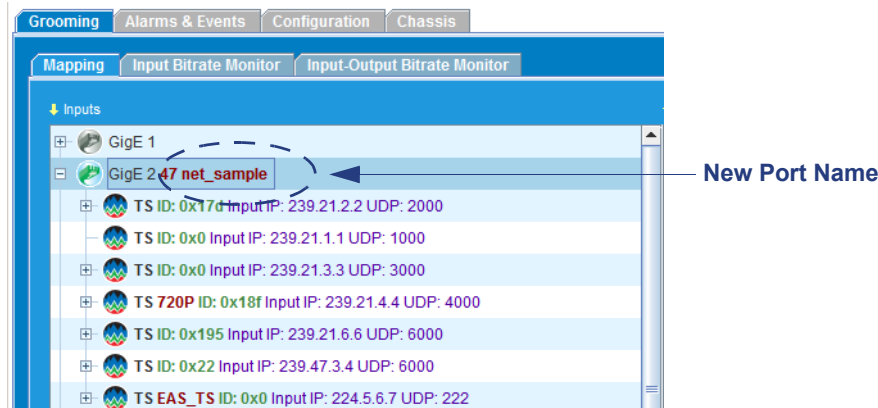 Grooming Alarms & Events Configuration Chassis
Mapping Input Bitrate Monitor Input-Output Bitrate Monitor
Inputs
GigE 1
GigE 2 47 net_sample
New Port Name
TS ID: 0x17d Input IP: 239.21.2.2 UDP: 2000
TS ID: 0x0 Input IP: 239.21.1.1 UDP: 1000
TS ID: 0x0 Input IP: 239.21.3.3 UDP: 3000
TS 720P ID: 0x18f Input IP: 239.21.4.4 UDP: 4000
TS ID: 0x195 Input IP: 239.21.6.6 UDP: 6000
TS ID: 0x22 Input IP: 239.47.3.4 UDP: 6000
TS EAS_TS ID: 0x0 Input IP: 224.5.6.7 UDP: 222